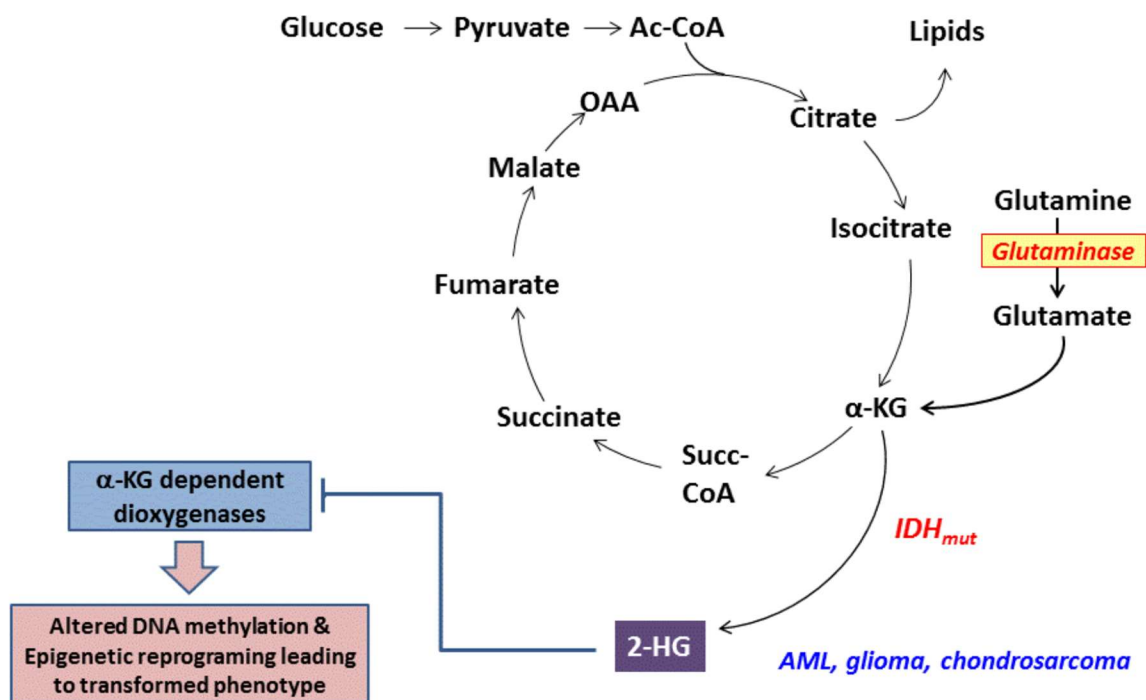 Glucose
Pyruvate
Ac-CoA
Lipids
OAA
Citrate
Malate
Isocitrate
Glutamine
Glutaminase
Glutamate
Fumarate
α-KG
Succinate
Succ-
CoA
α-KG dependent
dioxygenases
IDHmut
Altered DNA methylation &
Epigenetic reprograming leading
to transformed phenotype
2-HG
AML, glioma, chondrosarcoma